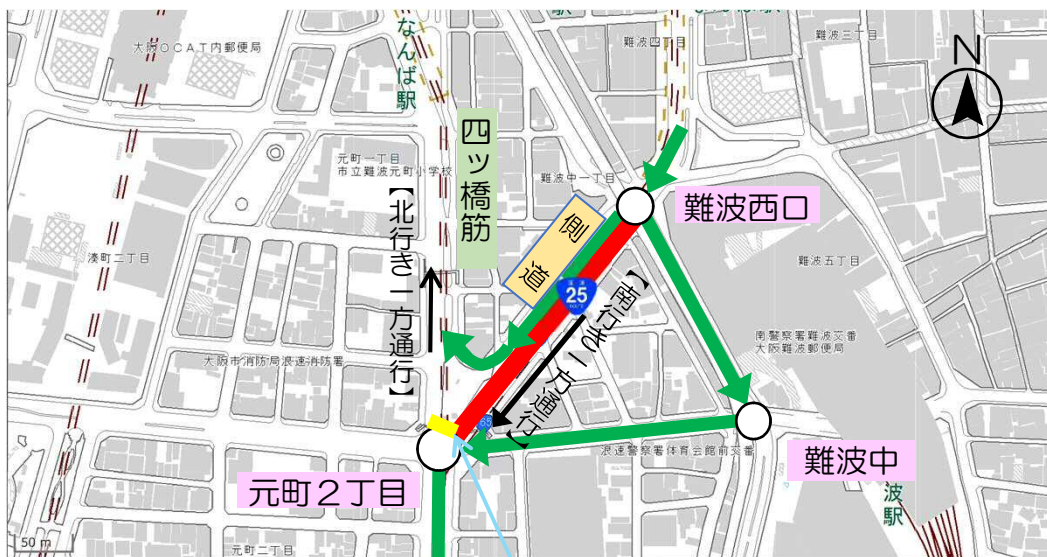 なんば駅
大阪OCAT内郵便局
難波四丁目
難波三丁目
N
四ツ橋筋
元町一丁目
市立難波元町小学校
難波中一丁目
難波西口
【北行き一方通行】
側道
湊町二丁目
25
【南行き一方通行】
難波五丁目
南警察署難波交番
大阪難波郵便局
大阪市消防局浪速消防署
浪速警察署体育会館前交番
難波中
元町2丁目
波駅
元町二丁目
50 m